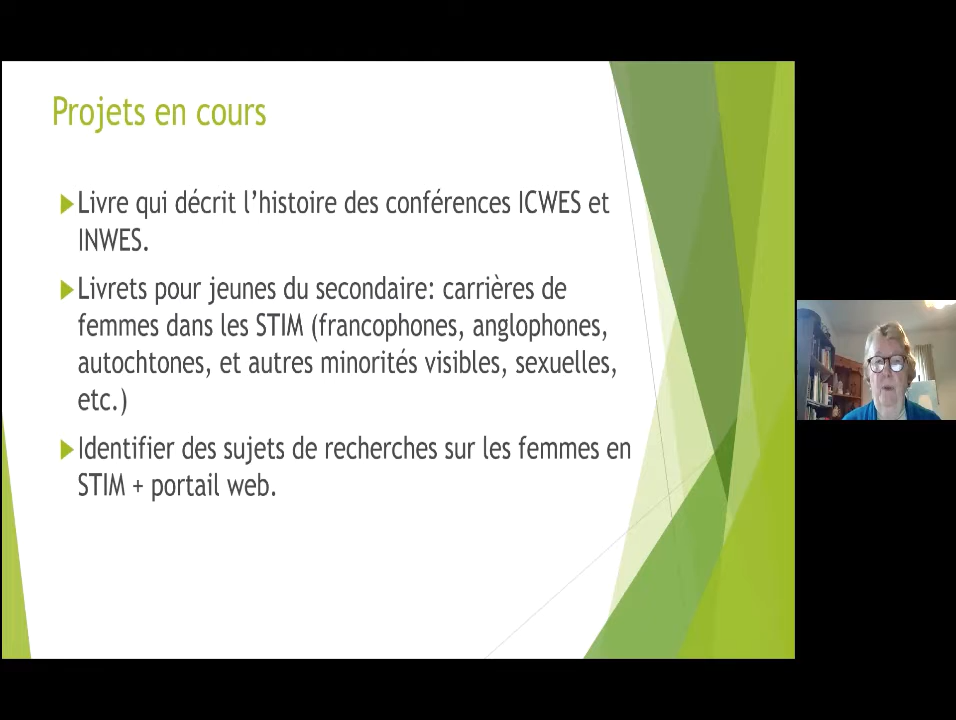 Projets en cours
Livre qui décrit l’histoire des conférences ICWES et
INWES.
Livrets pour jeunes du secondaire: carrières de
femmes dans les STIM (francophones, anglophones,
autochtones, et autres minorités visibles, sexuelles,
etc.)
Identifier des sujets de recherches sur les femmes en
STIM + portail web.